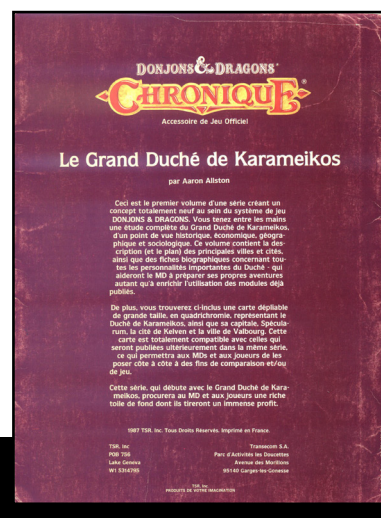 DONJONS & DRAGONS®
CHRONIQUE®
Accessoire de Jeu Officiel
Le Grand Duché de Karameikos
par Aaron Allston
Ceci est le premier volume d'une série créant un
concept totalement neuf au sein du système de jeu
DONJONS & DRAGONS. Vous tenez entre les mains
une étude complète du Grand Duché de Karameikos,
d'un point de vue historique, économique, géogra-
phique et sociologique. Ce volume contient la des-
cription (et le plan) des principales villes et cités,
ainsi que des fiches biographiques concernant tou-
tes les personnalités importantes du Duché - qui
aideront le MD à préparer ses propres aventures
autant qu'à enrichir l'utilisation des modules déjà
publiés.
De plus, vous trouverez ci-inclus une carte dépliable
de grande taille, en quadrichromie, représentant le
Duché de Karameikos, ainsi que sa capitale, Spécula-
rum, la cité de Kelven et la ville de Valbourg. Cette
carte est totalement compatible avec celles qui
seront publiées ultérieurement dans la même série,
ce qui permettra aux MDs et aux joueurs de les
poser côte à côte à des fins de comparaison et/ou
de jeu.
Cette série, qui débute avec le Grand Duché de Kara-
meikos, procurera au MD et aux joueurs une riche
toile de fond dont ils tireront un immense profit.
1987 TSR, Inc. Tous Droits Réservés. Imprimé en France.
TSR, Inc
POB 756
Lake Geneva
WI 53147US
Transecom S.A.
Parc d'Activités les Doucettes
Avenue des Morillons
95140 Garges-lès-Gonesse
TSR, Inc.
PRODUITS DE VOTRE IMAGINATION